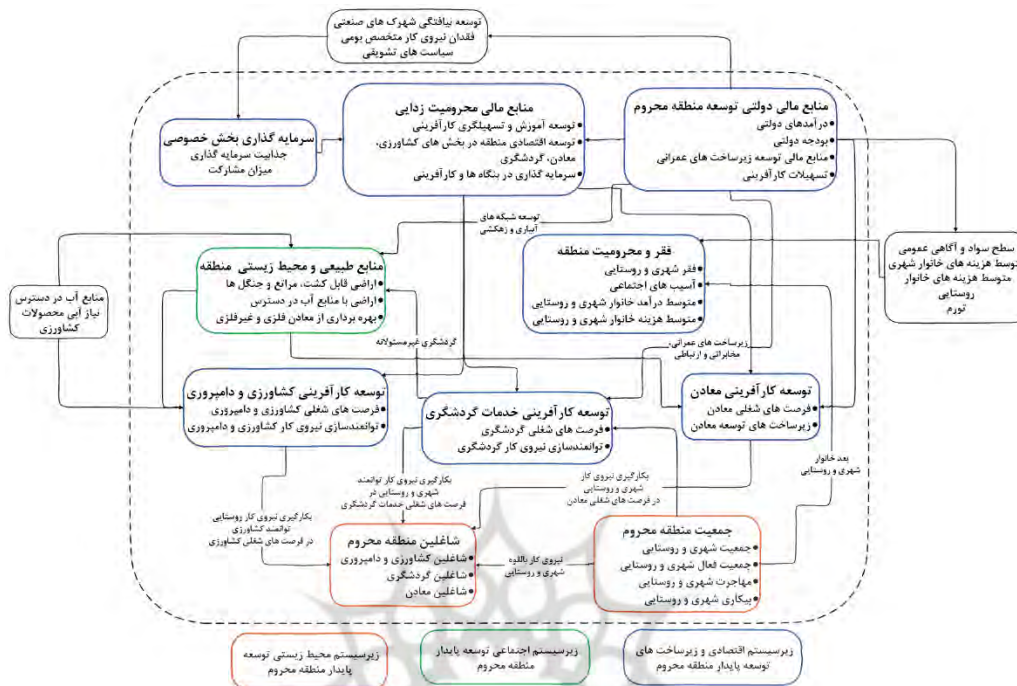 توسعه نیافتگی شهرک های صنعتی
فقدان نیروی کار متخصص بومی
سیاست های تشویقی
منابع مالی دولتی توسعه منطقه محروم
درآمدهای دولتی
بودجه دولتی
منابع مالی توسعه زیرساخت های عمرانی
تسهیلات کارآفرینی
منابع مالی محرومیت زدایی
توسعه آموزش و تسهیلگری کارآفرینی
توسعه اقتصادی منطقه در بخش های کشاورزی،
معادن، گردشگری
سرمایه گذاری در بنگاه ها و کارآفرینی
سرمایه گذاری بخش خصوصی
جذابیت سرمایه گذاری
میزان مشارکت
توسعه شبکه های
آبیاری و زهکشی
سطح سواد و آگاهی عمومی
توسط هزینه های خانوار شهری
متوسط هزینه های خانوار
روستایی
تورم
فقر و محرومیت منطقه
فقر شهری و روستایی
آسیب های اجتماعی
متوسط درآمد خانوار شهری و روستایی
متوسط هزینه خانوار شهری و روستایی
منابع طبیعی و محیط زیستی منطقه
اراضی قابل کشت، مراتع و جنگل ها
اراضی با منابع آب در دسترس
بهره برداری از معادن فلزی و غیرفلزی
منابع آب در دسترس
نیاز آبی محصولات
کشاورزی
زیرساخت های عمرانی،
مخابراتی و ارتباطی
گردشگری غیرمسئولانه
توسعه کارآفرینی معادن
فرصت های شغلی معادن
زیرساخت های توسعه معادن
توسعه کارآفرینی خدمات گردشگری
فرصت های شغلی گردشگری
توانمندسازی نیروی کار گردشگری
توسعه کارآفرینی کشاورزی و دامپروری
فرصت های شغلی کشاورزی و دامپروری
توانمندسازی نیروی کار کشاورزی و دامپروری
بعد خانوار
شهری و روستایی
بکارگیری نیروی کار
شهری و روستایی
در فرصت های شغلی معادن
بکارگیری نیروی کار توانمند
شهری و روستایی در
فرصت های شغلی خدمات گردشگری
بکارگیری نیروی کار روستایی
توانمند کشاورزی
در فرصت های شغلی کشاورزی
جمعیت منطقه محروم
جمعیت شهری و روستایی
جمعیت فعال شهری و روستایی
مهاجرت شهری و روستایی
بیکاری شهری و روستایی
نیروی کار بالقوه
شهری و روستایی
شاغلین منطقه محروم
شاغلین کشاورزی و دامپروری
شاغلین گردشگری
شاغلین معادن
زیرسیستم اقتصادی و زیرساخت های
توسعه پایدار منطقه محروم
زیرسیستم اجتماعی توسعه پایدار
منطقه محروم
زیرسیستم محیط زیستی توسعه
پایدار منطقه محروم